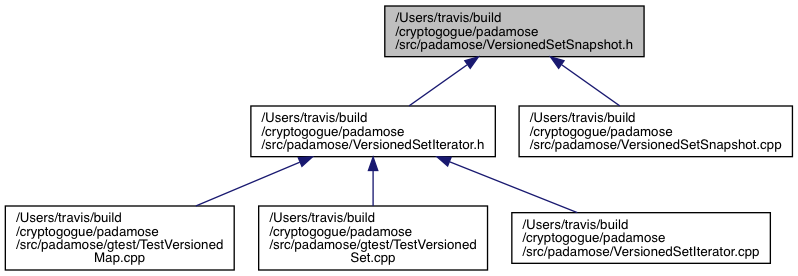 /Users/travis/build
/cryptogogue/padamose
/src/padamose/VersionedSetSnapshot.h
/Users/travis/build
/cryptogogue/padamose
/src/padamose/VersionedSetIterator.h
/Users/travis/build
/cryptogogue/padamose
/src/padamose/VersionedSetSnapshot.cpp
/Users/travis/build
/cryptogogue/padamose
/src/padamose/gtest/TestVersioned
Map.cpp
/Users/travis/build
/cryptogogue/padamose
/src/padamose/gtest/TestVersioned
Set.cpp
/Users/travis/build
/cryptogogue/padamose
/src/padamose/VersionedSetIterator.cpp